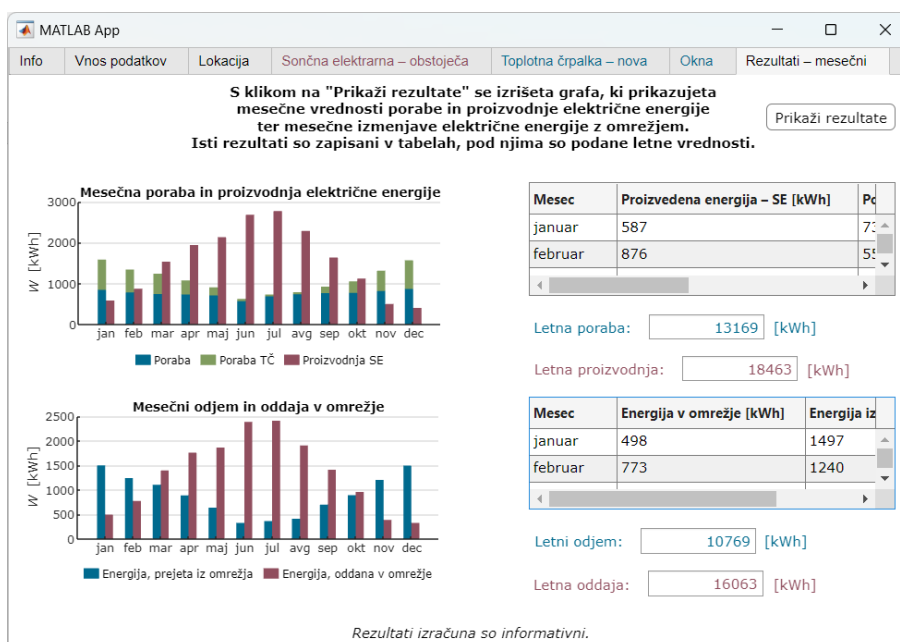 MATLAB App
Info Vnos podatkov Lokacija Sončna elektrarna – obstoječa Toplotna črpalka – nova Okna Rezultati – mesečni
S klikom na "Prikaži rezultate" se izrišeta grafa, ki prikazujeta
mesečne vrednosti porabe in proizvodnje električne energije
ter mesečne izmenjave električne energije z omrežjem.
Isti rezultati so zapisani v tabelah, pod njima so podane letne vrednosti.
Prikaži rezultate
Mesečna poraba in proizvodnja električne energije
3000
2000
1000
0
W [kWh]
jan feb mar apr maj jun jul avg sep okt nov dec
Poraba Poraba TČ Proizvodnja SE
Mesec Proizvedena energija – SE [kWh]
januar 587
februar 876
Letna poraba: 13169 [kWh]
Letna proizvodnja: 18463 [kWh]
Mesečni odjem in oddaja v omrežje
2500
2000
1500
1000
500
0
W [kWh]
jan feb mar apr maj jun jul avg sep okt nov dec
Energija, prejeta iz omrežja Energija, oddana v omrežje
Mesec Energija v omrežje [kWh] Energija iz
januar 498 1497
februar 773 1240
Letni odjem: 10769 [kWh]
Letna oddaja: 16063 [kWh]
Rezultati izračuna so informativni.